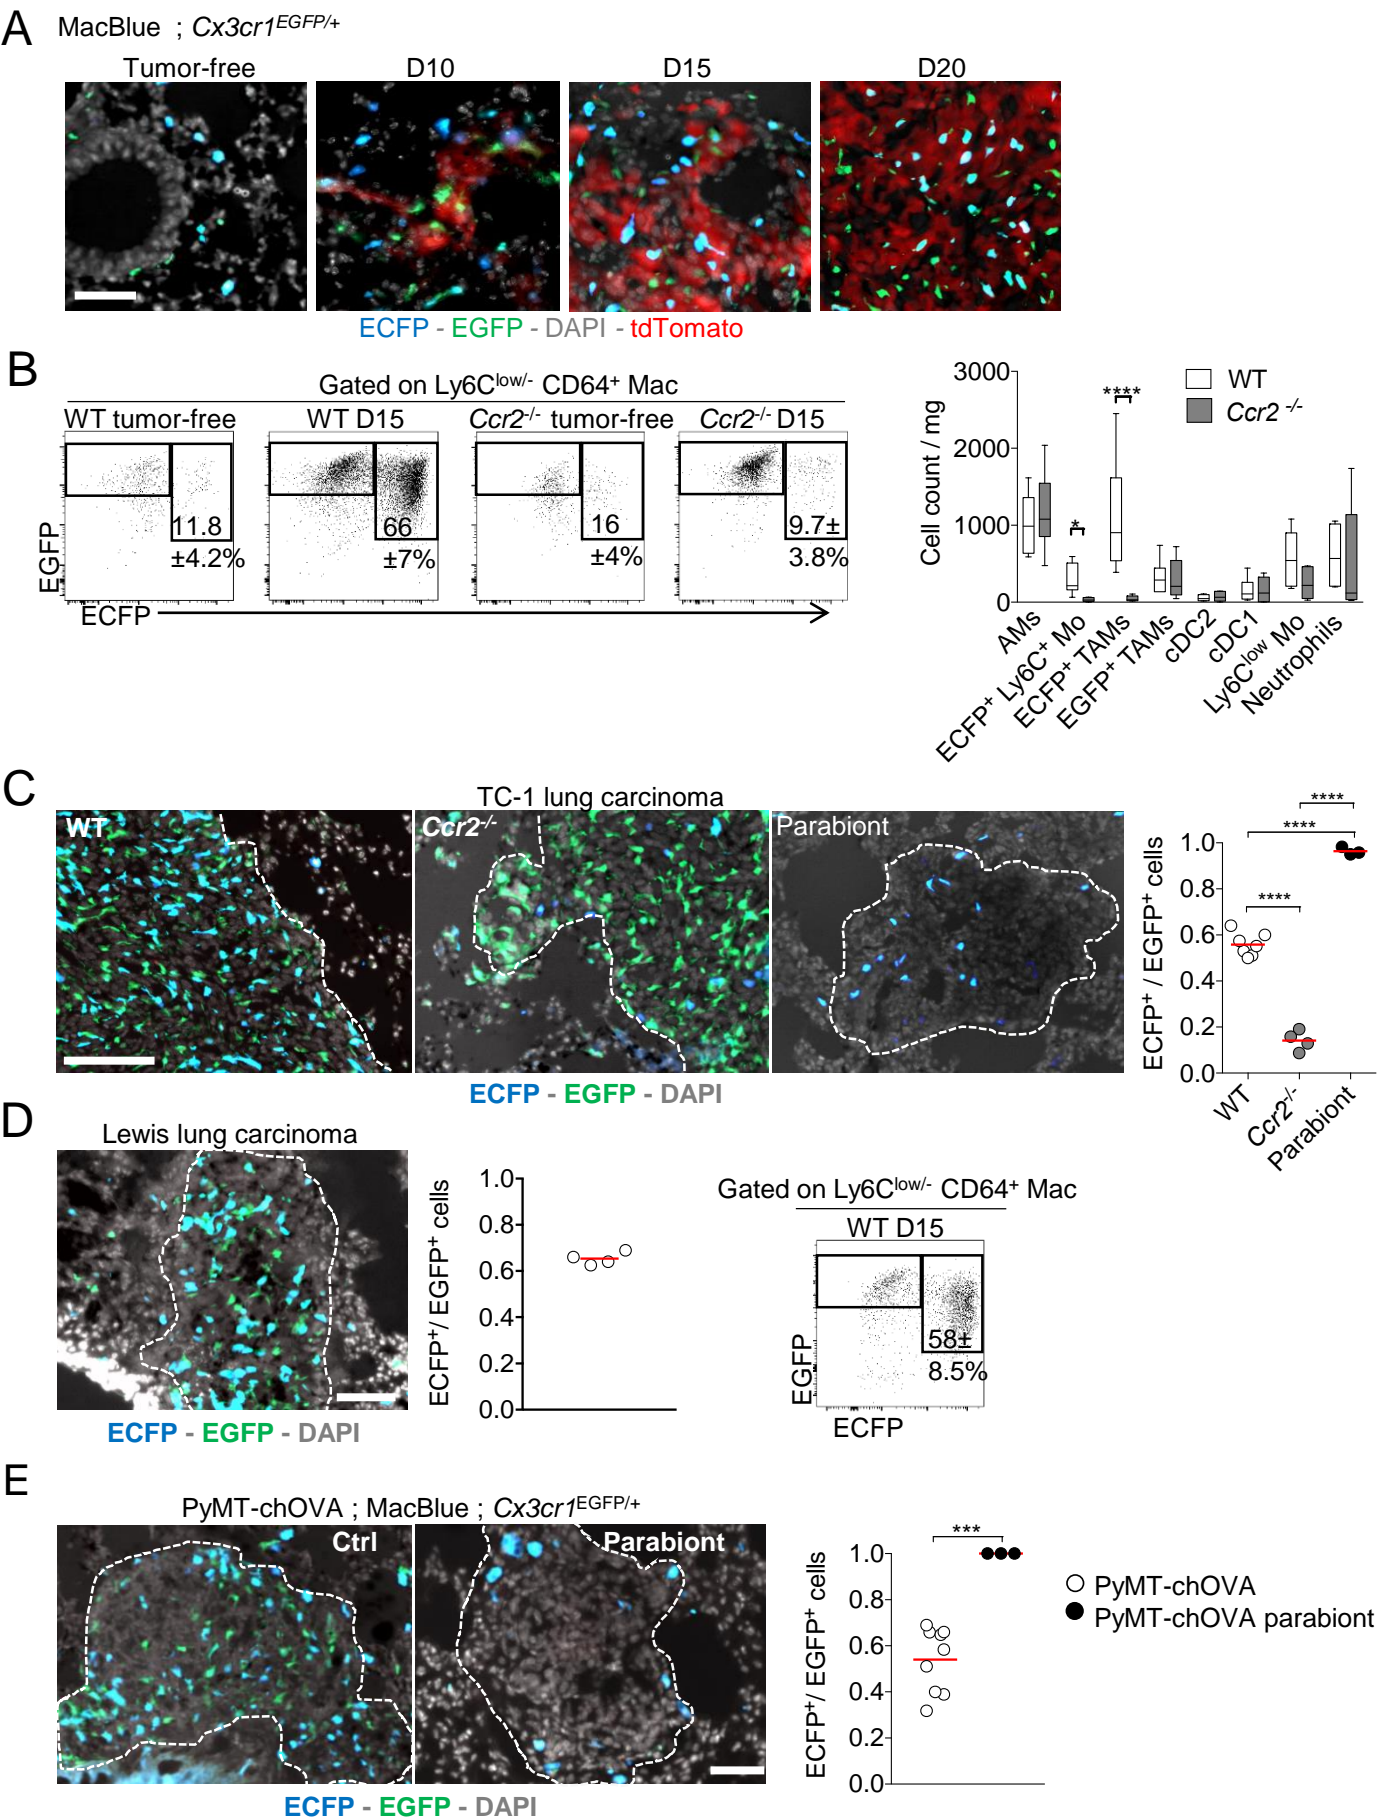 A
MacBlue ; Cx3cr1EGFP/+
Tumor-free
D10
D15
D20
ECFP - EGFP - DAPI - tdTomato
B
Gated on Ly6Clow/- CD64+ Mac
WT tumor-free
WT D15
Ccr2-/- tumor-free
Ccr2-/- D15
11.8
±4.2%
66
±7%
16
±4%
9.7±
3.8%
EGFP
ECFP
Cell count / mg
3000
2000
1000
0
****
*
WT
Ccr2 -/-
AMs
ECFP+ Ly6C+ Mo
ECFP+ TAMs
EGFP+ TAMs
cDC2
cDC1
Ly6Clow Mo
Neutrophils
C
TC-1 lung carcinoma
WT
Ccr2-/-
Parabiont
ECFP - EGFP - DAPI
ECFP+ / EGFP+ cells
1.0
0.8
0.6
0.4
0.2
0.0
****
****
****
WT
Ccr2-/-
Parabiont
D
Lewis lung carcinoma
ECFP - EGFP - DAPI
ECFP+/ EGFP+ cells
1.0
0.8
0.6
0.4
0.2
0.0
Gated on Ly6Clow/- CD64+ Mac
WT D15
58±
8.5%
EGFP
ECFP
E
PyMT-chOVA ; MacBlue ; Cx3cr1EGFP/+
Ctrl
Parabiont
ECFP - EGFP - DAPI
ECFP+/ EGFP+ cells
1.0
0.8
0.6
0.4
0.2
0.0
***
PyMT-chOVA
PyMT-chOVA parabiont